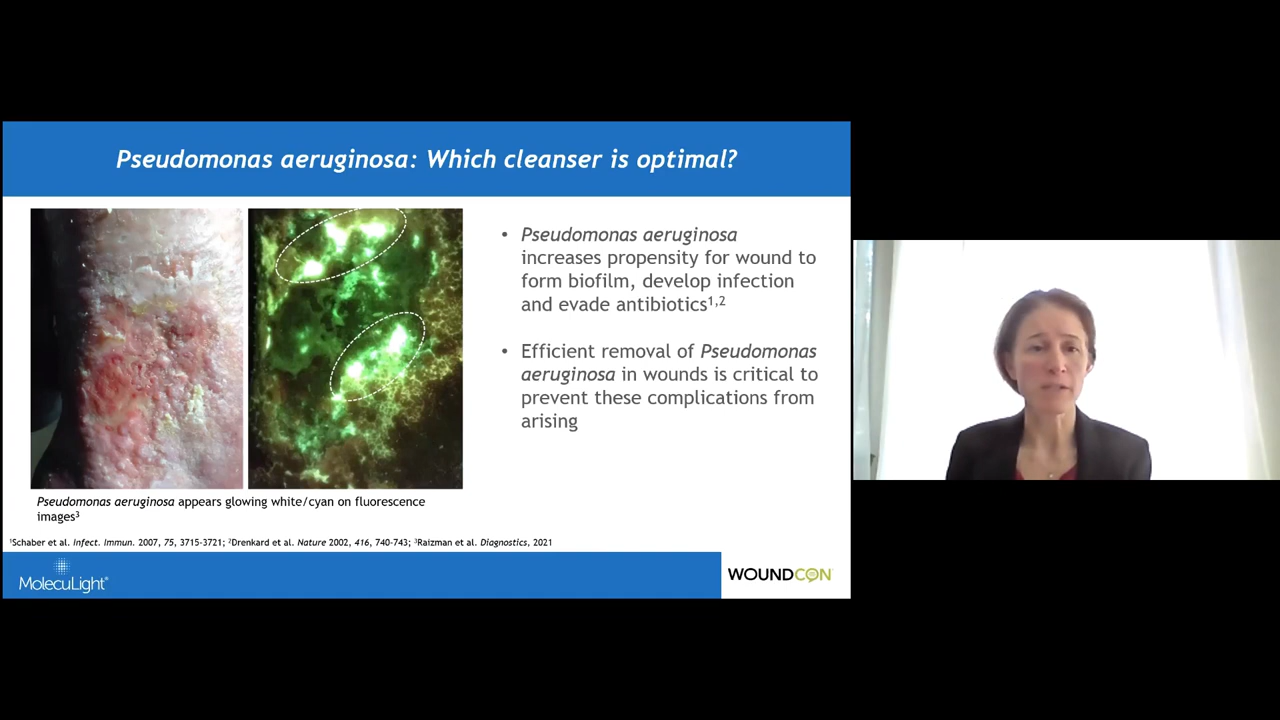 Pseudomonas aeruginosa: Which cleanser is optimal?
• Pseudomonas aeruginosa
increases propensity for wound to
form biofilm, develop infection
and evade antibiotics1,2
• Efficient removal of Pseudomonas
aeruginosa in wounds is critical to
prevent these complications from
arising
Pseudomonas aeruginosa appears glowing white/cyan on fluorescence
images3
1Schaber et al. Infect. Immun. 2007, 75, 3715-3721; 2Drenkard et al. Nature 2002, 416, 740-743; 3Raizman et al. Diagnostics, 2021
MolecuLight®
WOUNDCON